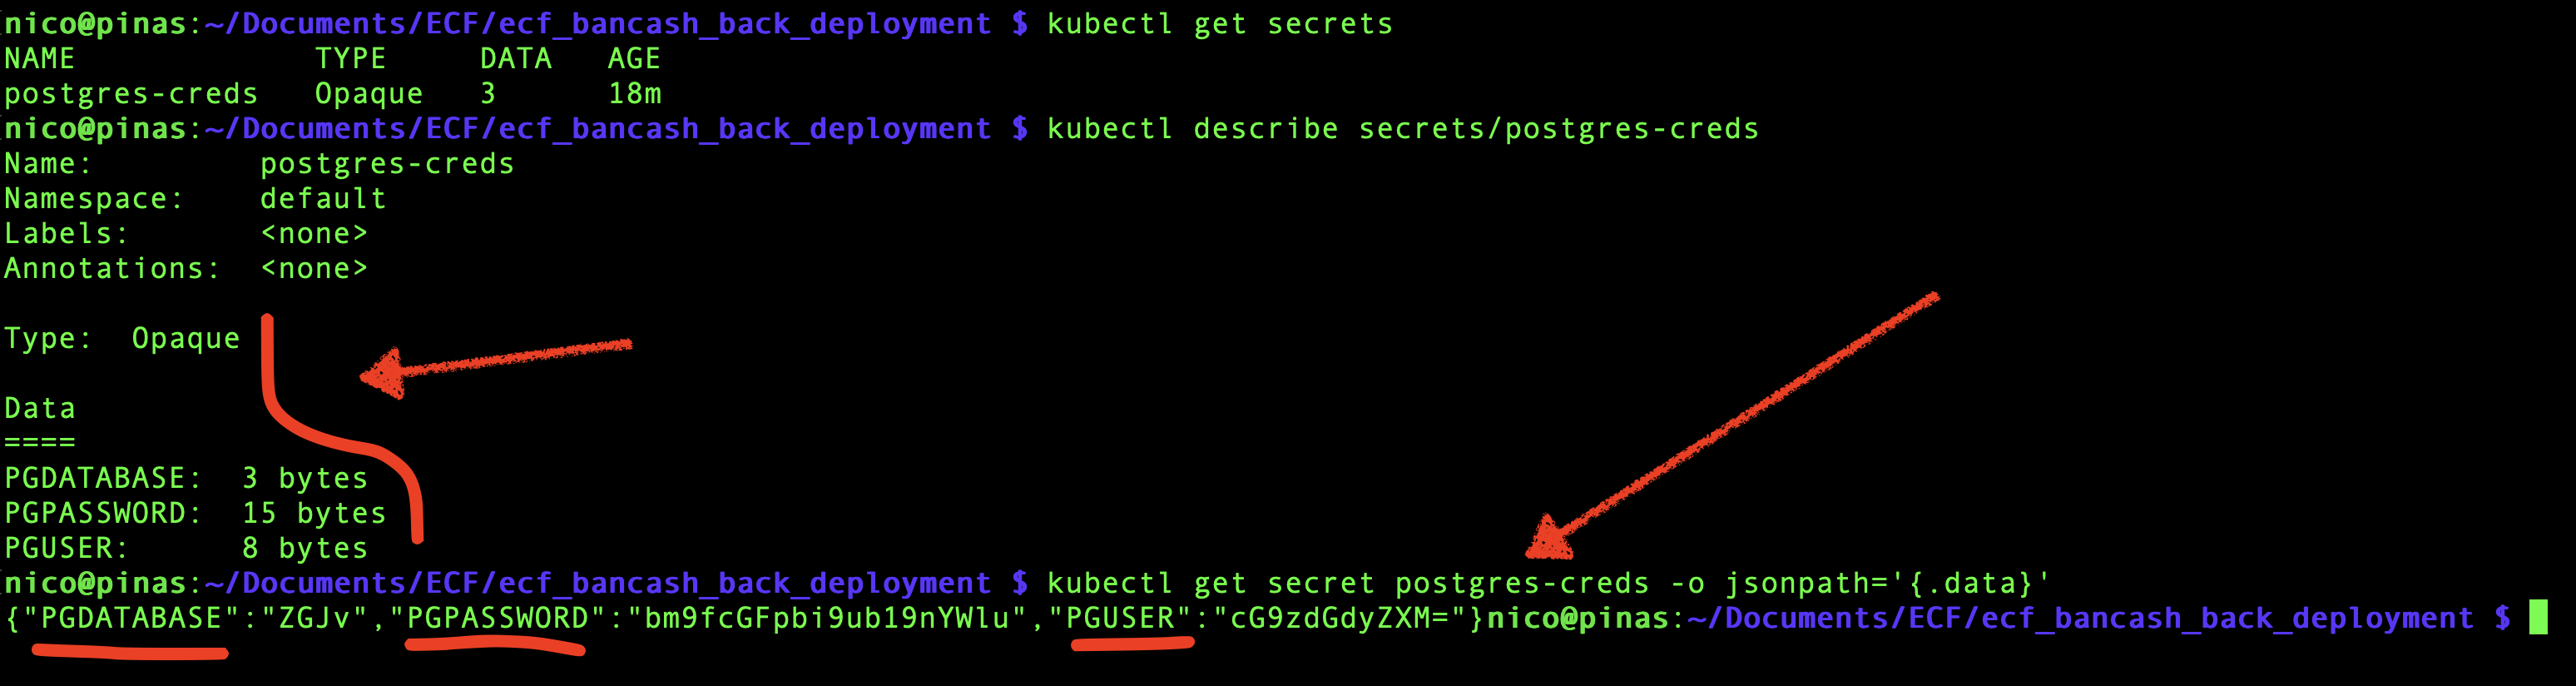 nico@pinas:~/Documents/ECF/ecf_bancash_back_deployment $ kubectl get secrets
NAME TYPE DATA AGE
postgres-creds Opaque 3 18m
nico@pinas:~/Documents/ECF/ecf_bancash_back_deployment $ kubectl describe secrets/postgres-creds
Name: postgres-creds
Namespace: default
Labels: <none>
Annotations: <none>
Type: Opaque
Data
====
PGDATABASE: 3 bytes
PGPASSWORD: 15 bytes
PGUSER: 8 bytes
nico@pinas:~/Documents/ECF/ecf_bancash_back_deployment $ kubectl get secret postgres-creds -o jsonpath='{.data}'
{"PGDATABASE":"ZGJv","PGPASSWORD":"bm9fcGFpbi9ub19nYWlu","PGUSER":"cG9zdGdyZXM="}nico@pinas:~/Documents/ECF/ecf_bancash_back_deployment $